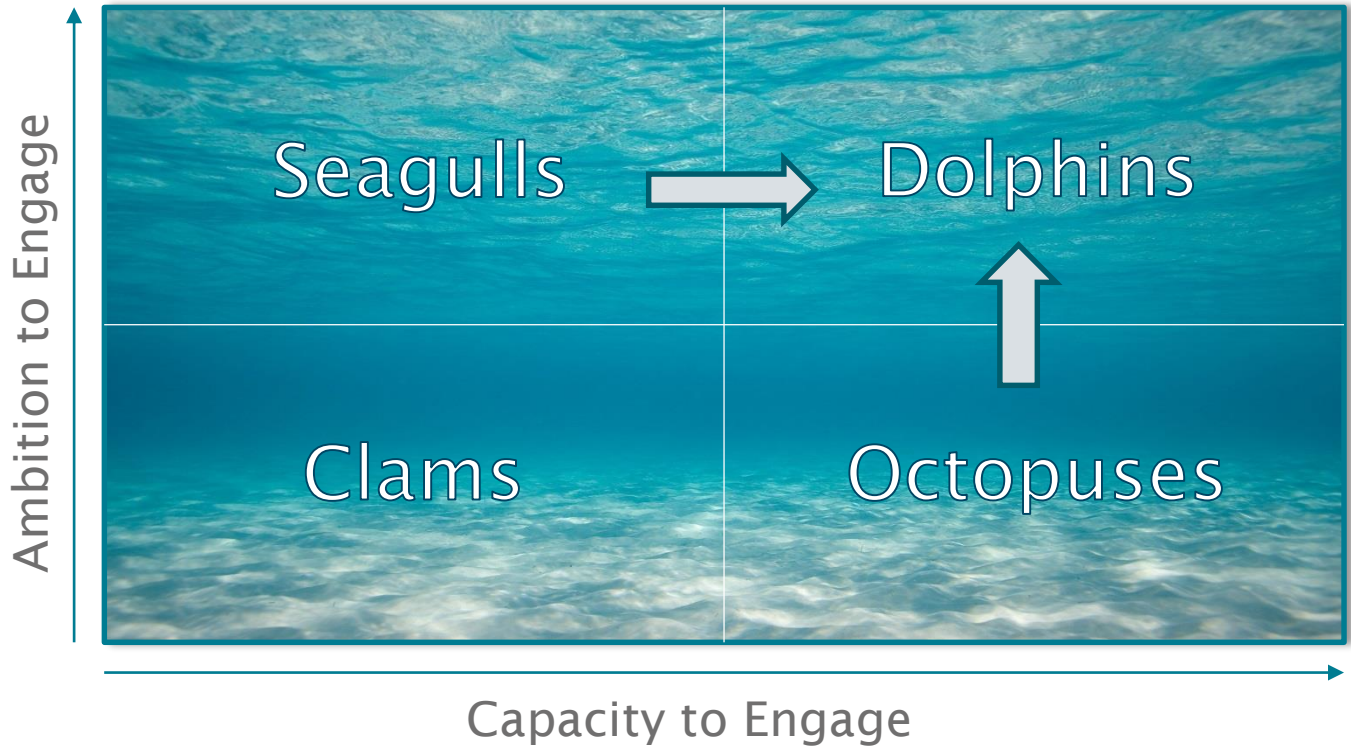 Ambition to Engage
Seagulls
Dolphins
Clams
Octopuses
Capacity to Engage